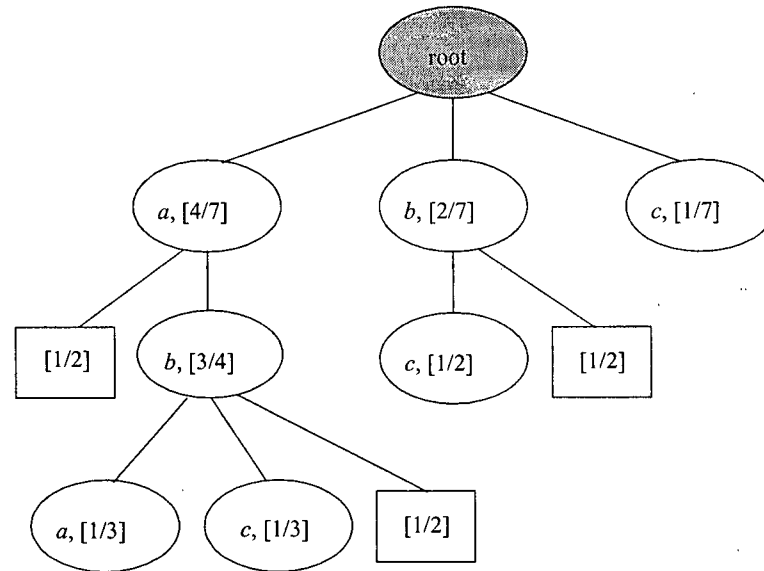 root
a, [4/7]
b, [2/7]
c, [1/7]
[1/2]
b, [3/4]
c, [1/2]
[1/2]
a, [1/3]
c, [1/3]
[1/2]